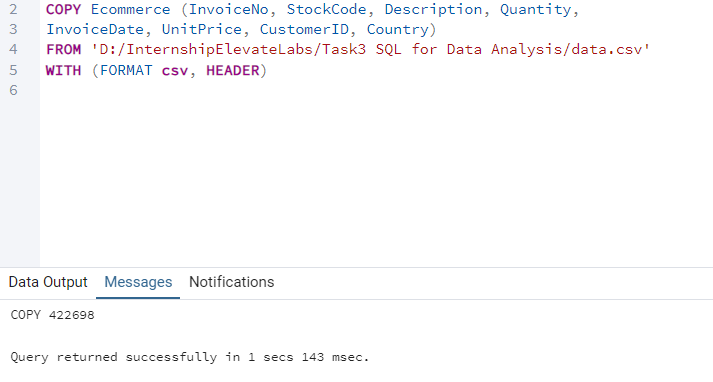 2 COPY Ecommerce (InvoiceNo, StockCode, Description, Quantity,
3 InvoiceDate, UnitPrice, CustomerID, Country)
4 FROM 'D:/InternshipElevateLabs/Task3 SQL for Data Analysis/data.csv'
5 WITH (FORMAT csv, HEADER)
6
Data Output Messages Notifications
COPY 422698
Query returned successfully in 1 secs 143 msec.